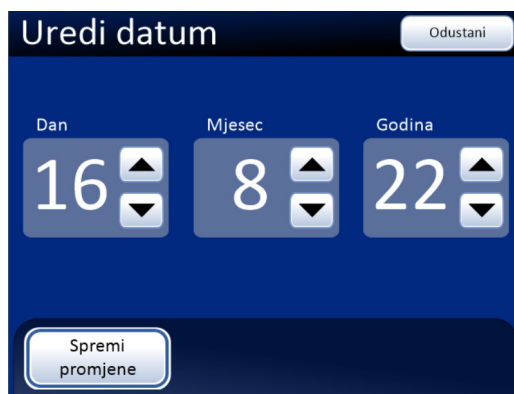 Uredi datum
Odustani
Dan
Mjesec
Godina
16
8
22
Spremi
promjene